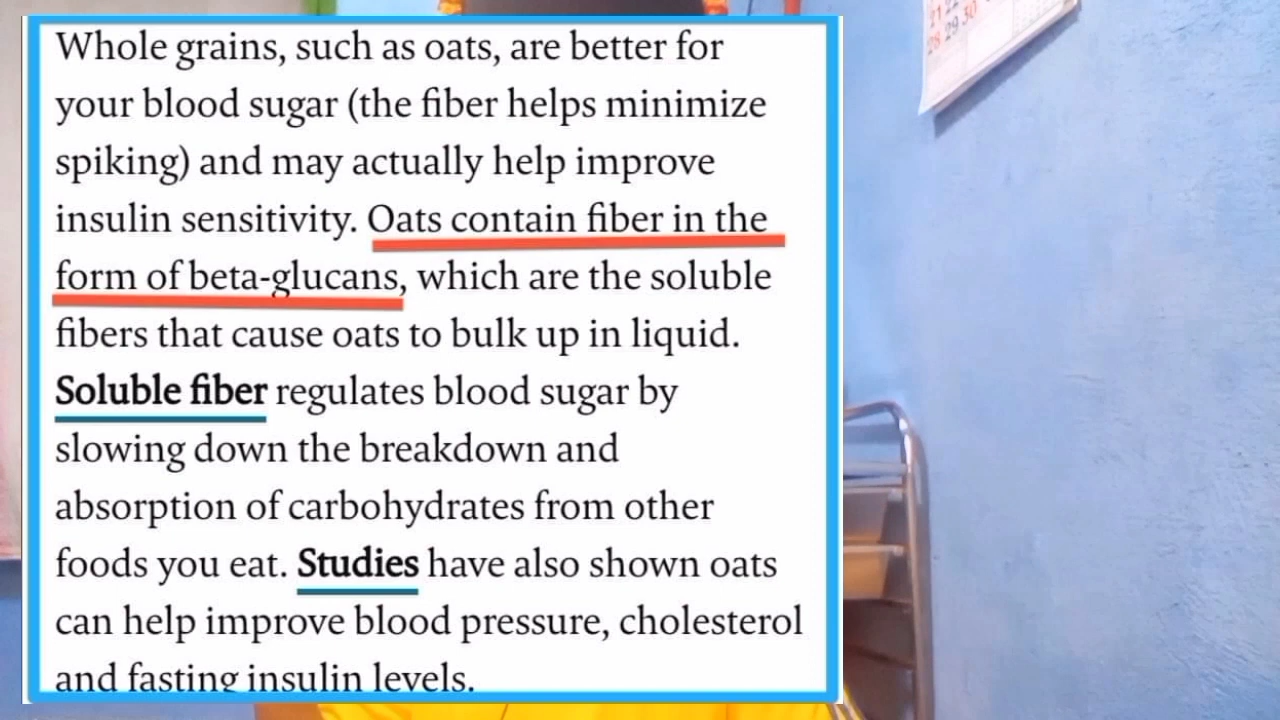 Whole grains, such as oats, are better for
your blood sugar (the fiber helps minimize
spiking) and may actually help improve
insulin sensitivity. Oats contain fiber in the
form of beta-glucans, which are the soluble
fibers that cause oats to bulk up in liquid.
Soluble fiber regulates blood sugar by
slowing down the breakdown and
absorption of carbohydrates from other
foods you eat. Studies have also shown oats
can help improve blood pressure, cholesterol
and fasting insulin levels.
28 29 30